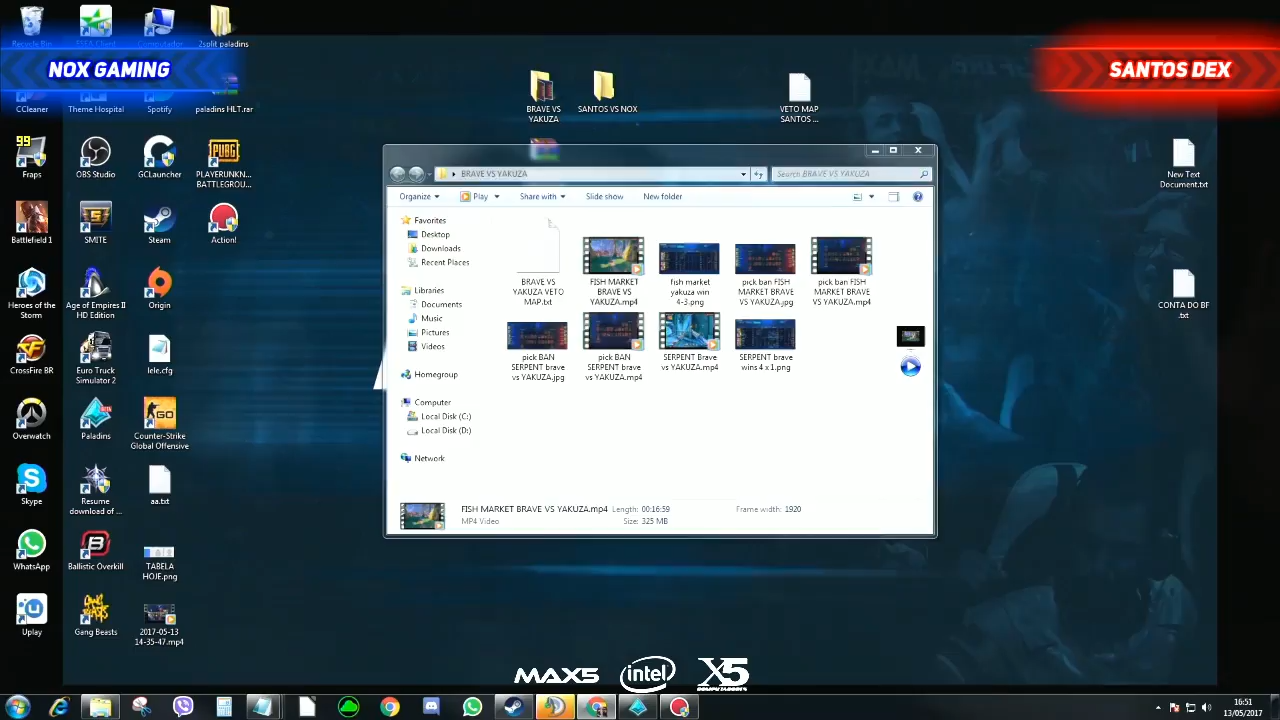 2split paladins
NOX GAMING
SANTOS DEX
CCleaner
Theme Hospital
Spotify
paladins HLT.rar
BRAVE VS
YAKUZA
SANTOS VS NOX
VETO MAP
SANTOS ...
99
Fraps
OBS Studio
GCLauncher
PUBG
PLAYERUNKN...
BATTLEGROU...
New Text
Document.txt
Battlefield 1
SMITE
Steam
Action!
Heroes of the
Storm
Age of Empires II
HD Edition
Origin
CONTA DO BF
.txt
CrossFire BR
Euro Truck
Simulator 2
lele.cfg
Overwatch
Paladins
Counter-Strike
Global Offensive
Skype
Resume
download of ...
aa.txt
WhatsApp
Ballistic Overkill
TABELA
HOJE.png
Uplay
Gang Beasts
2017-05-13
14-35-47.mp4
BRAVE VS YAKUZA
Search BRAVE VS YAKUZA
Organize
Play
Share with
Slide show
New folder
Favorites
Desktop
Downloads
Recent Places
Libraries
Documents
Music
Pictures
Videos
Homegroup
Computer
Local Disk (C:)
Local Disk (D:)
Network
BRAVE VS
YAKUZA VETO
MAP.txt
FISH MARKET
BRAVE VS
YAKUZA.mp4
fish market
yakuza win
4-3.png
pick ban FISH
MARKET BRAVE
VS YAKUZA.jpg
pick ban FISH
MARKET BRAVE
VS YAKUZA.mp4
pick BAN
SERPENT brave
vs YAKUZA.jpg
pick BAN
SERPENT brave
vs YAKUZA.mp4
SERPENT Brave
vs YAKUZA.mp4
SERPENT brave
wins 4 x 1.png
FISH MARKET BRAVE VS YAKUZA.mp4
Length: 00:16:59
Frame width: 1920
MP4 Video
Size: 325 MB
MAX5
intel
X5
COMPUTADORES
16:51
13/05/2017